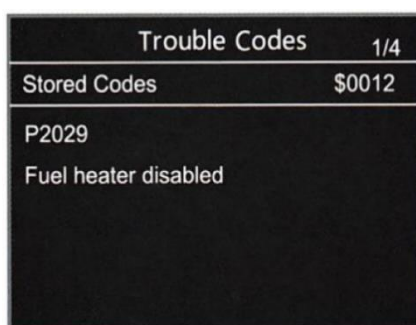 Trouble Codes 1/4
Stored Codes $0012
P2029
Fuel heater disabled